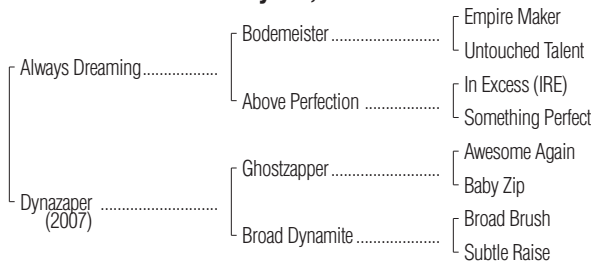 Empire Maker
Bodemeister
Untouched Talent
Always Dreaming
In Excess (IRE)
Above Perfection
Something Perfect
Awesome Again
Ghostzapper
Baby Zip
Dynazaper
(2007)
Broad Brush
Broad Dynamite
Subtle Raise